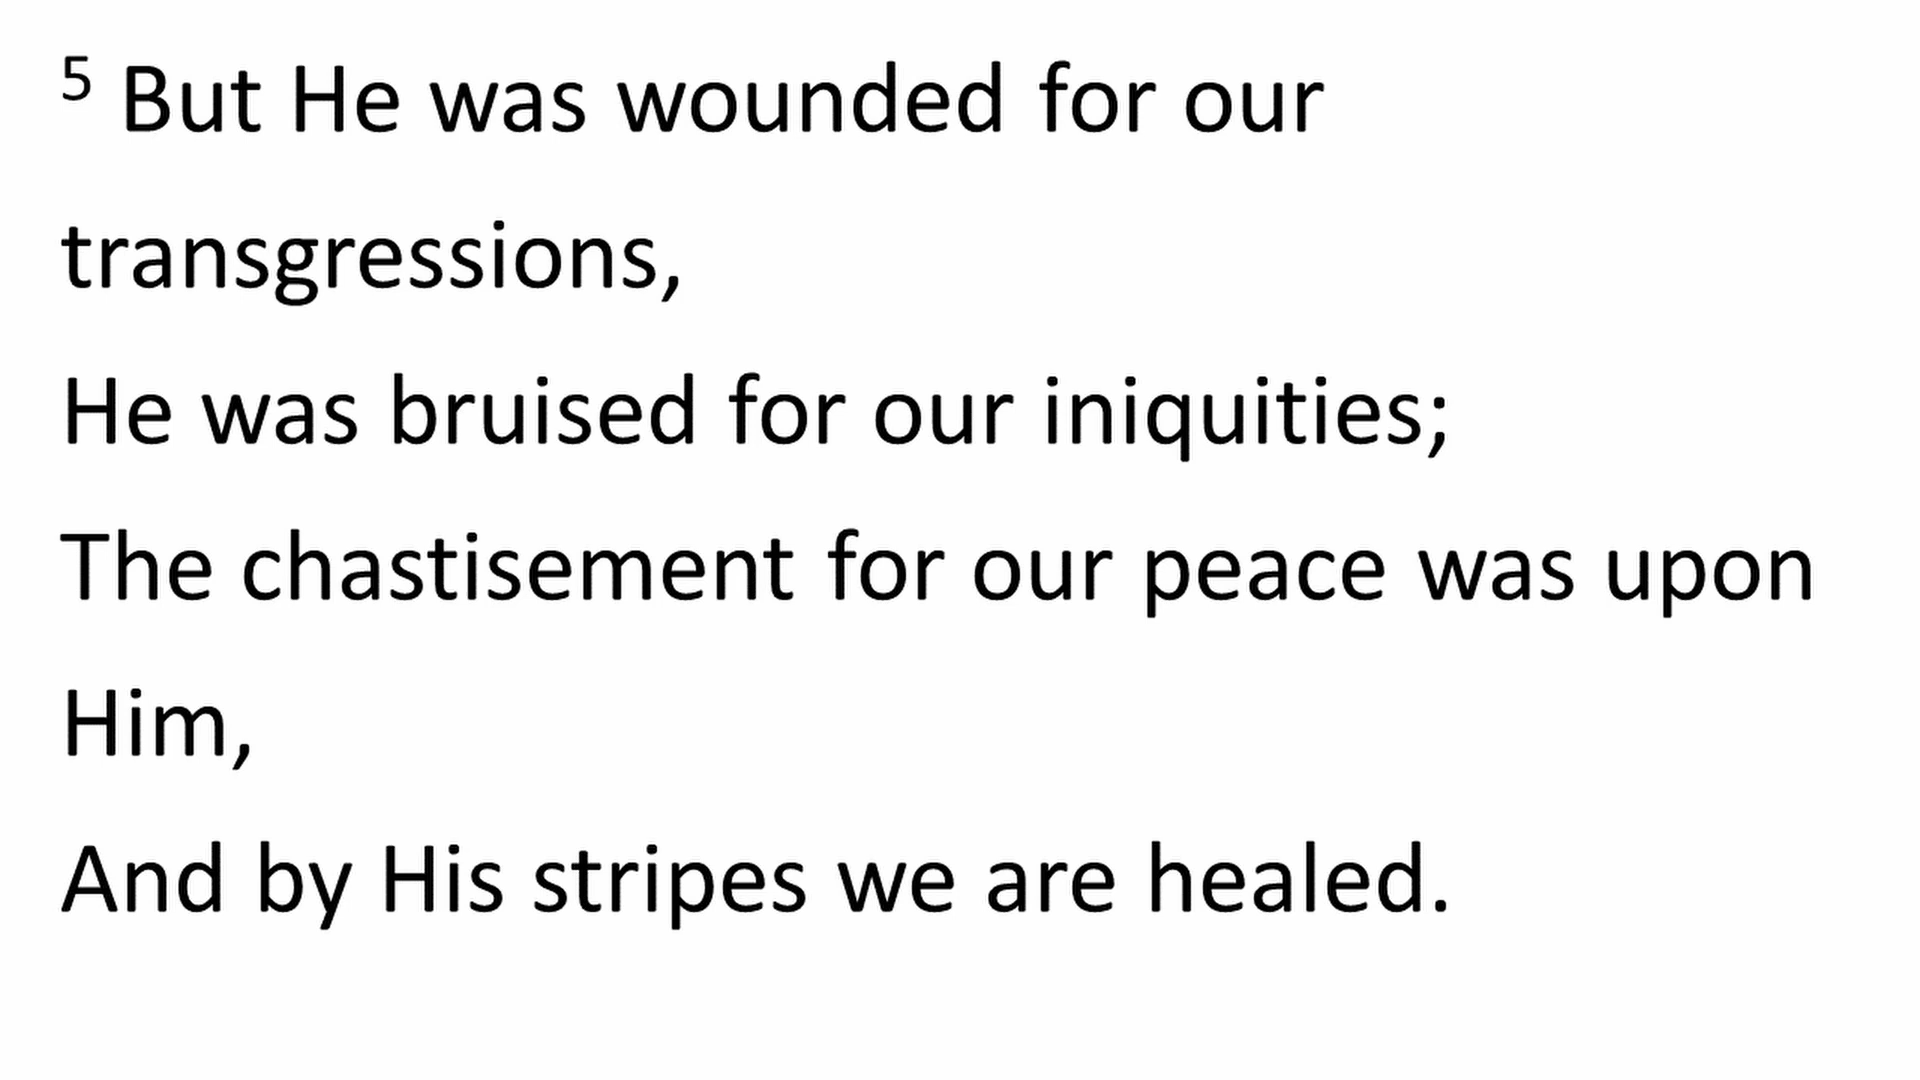 5 But He was wounded for our
transgressions,
He was bruised for our iniquities;
The chastisement for our peace was upon
Him,
And by His stripes we are healed.